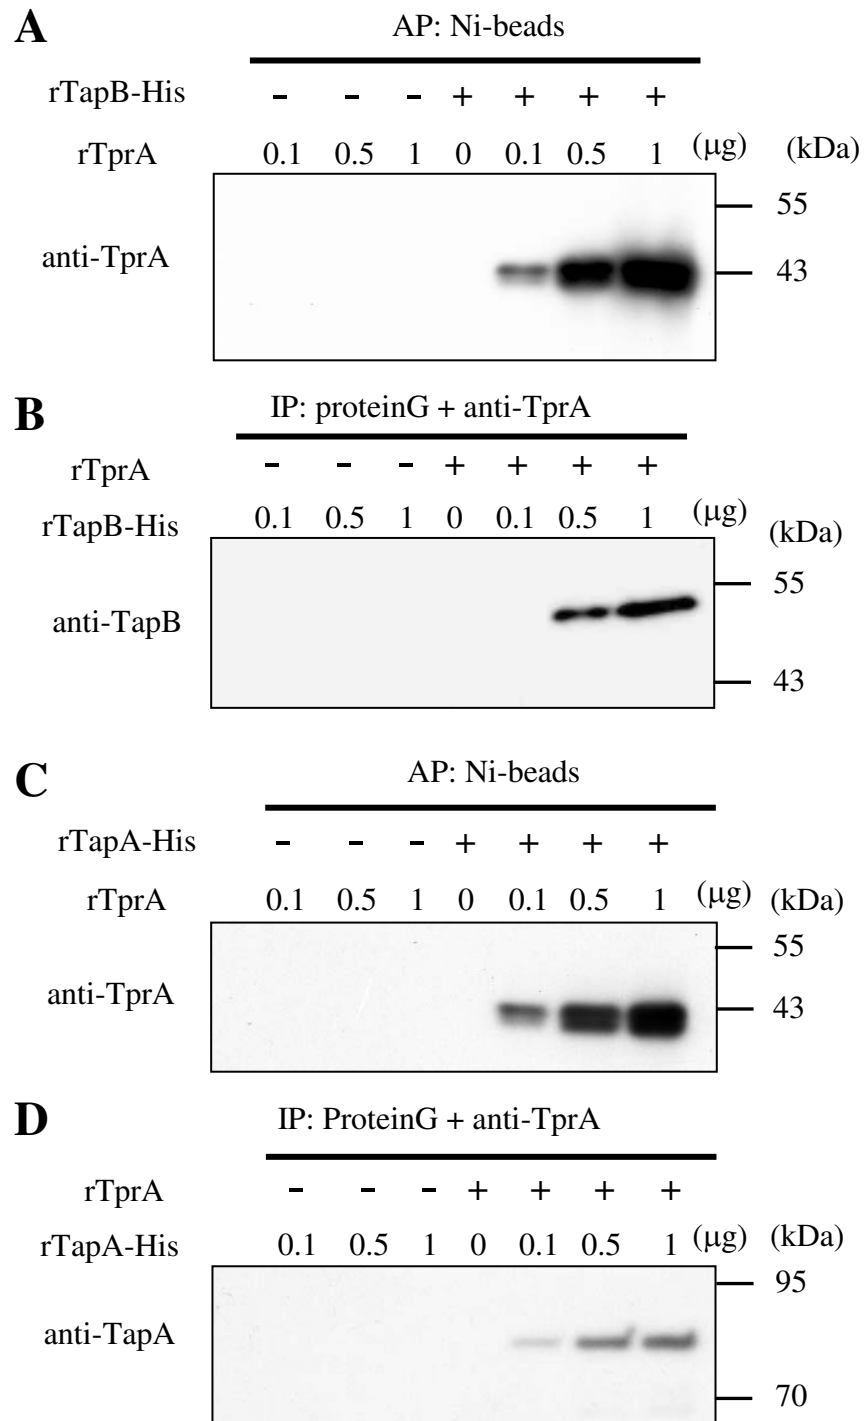 A
AP: Ni-beads
rTapB-His - - - + + + +
rTprA 0.1 0.5 1 0 0.1 0.5 1 (μg) (kDa)
55
anti-TprA
43
B
IP: proteinG + anti-TprA
rTprA - - - + + + +
rTapB-His 0.1 0.5 1 0 0.1 0.5 1 (μg) (kDa)
55
anti-TapB
43
C
AP: Ni-beads
rTapA-His - - - + + + +
rTprA 0.1 0.5 1 0 0.1 0.5 1 (μg) (kDa)
55
anti-TprA
43
D
IP: ProteinG + anti-TprA
rTprA - - - + + + +
rTapA-His 0.1 0.5 1 0 0.1 0.5 1 (μg) (kDa)
95
anti-TapA
70